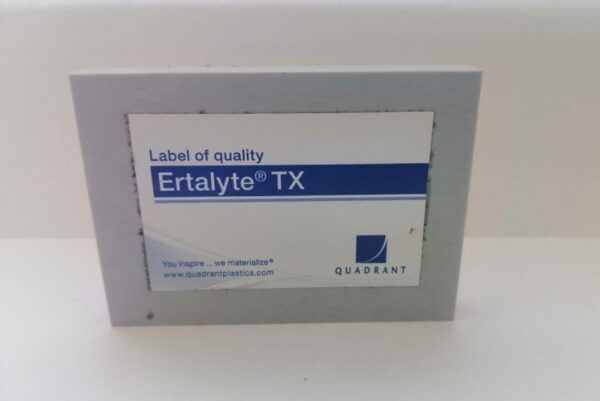 Label of quality
Ertalyte® TX
You inspire ... we materialize®
www.quadrantplastics.com
QUADRANT